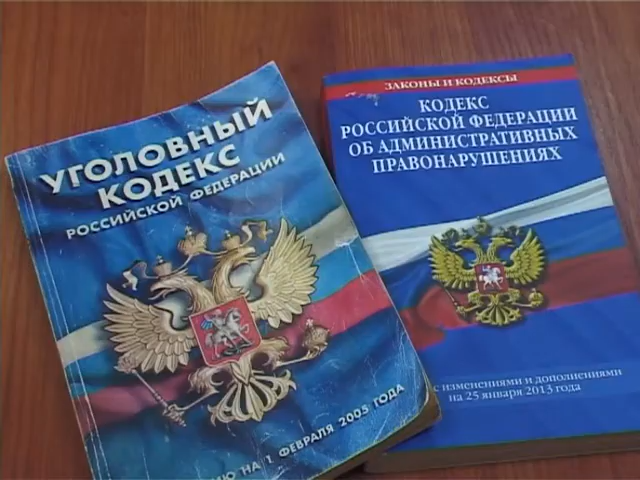 УГОЛОВНЫЙ
КОДЕКС
РОССИЙСКОЙ ФЕДЕРАЦИИ
НА 1 ФЕВРАЛЯ 2005 ГОДА
ЗАКОНЫ И КОДЕКСЫ
КОДЕКС
РОССИЙСКОЙ ФЕДЕРАЦИИ
ОБ АДМИНИСТРАТИВНЫХ
ПРАВОНАРУШЕНИЯХ
с изменениями и дополнениями
на 25 января 2013 года